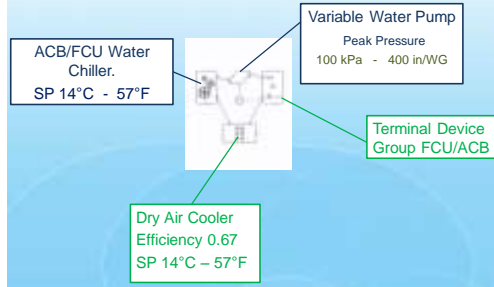 Variable Water Pump
Peak Pressure
100 kPa - 400 in/WG
ACB/FCU Water
Chiller.
SP 14°C - 57°F
Terminal Device
Group FCU/ACB
Dry Air Cooler
Efficiency 0.67
SP 14°C – 57°F